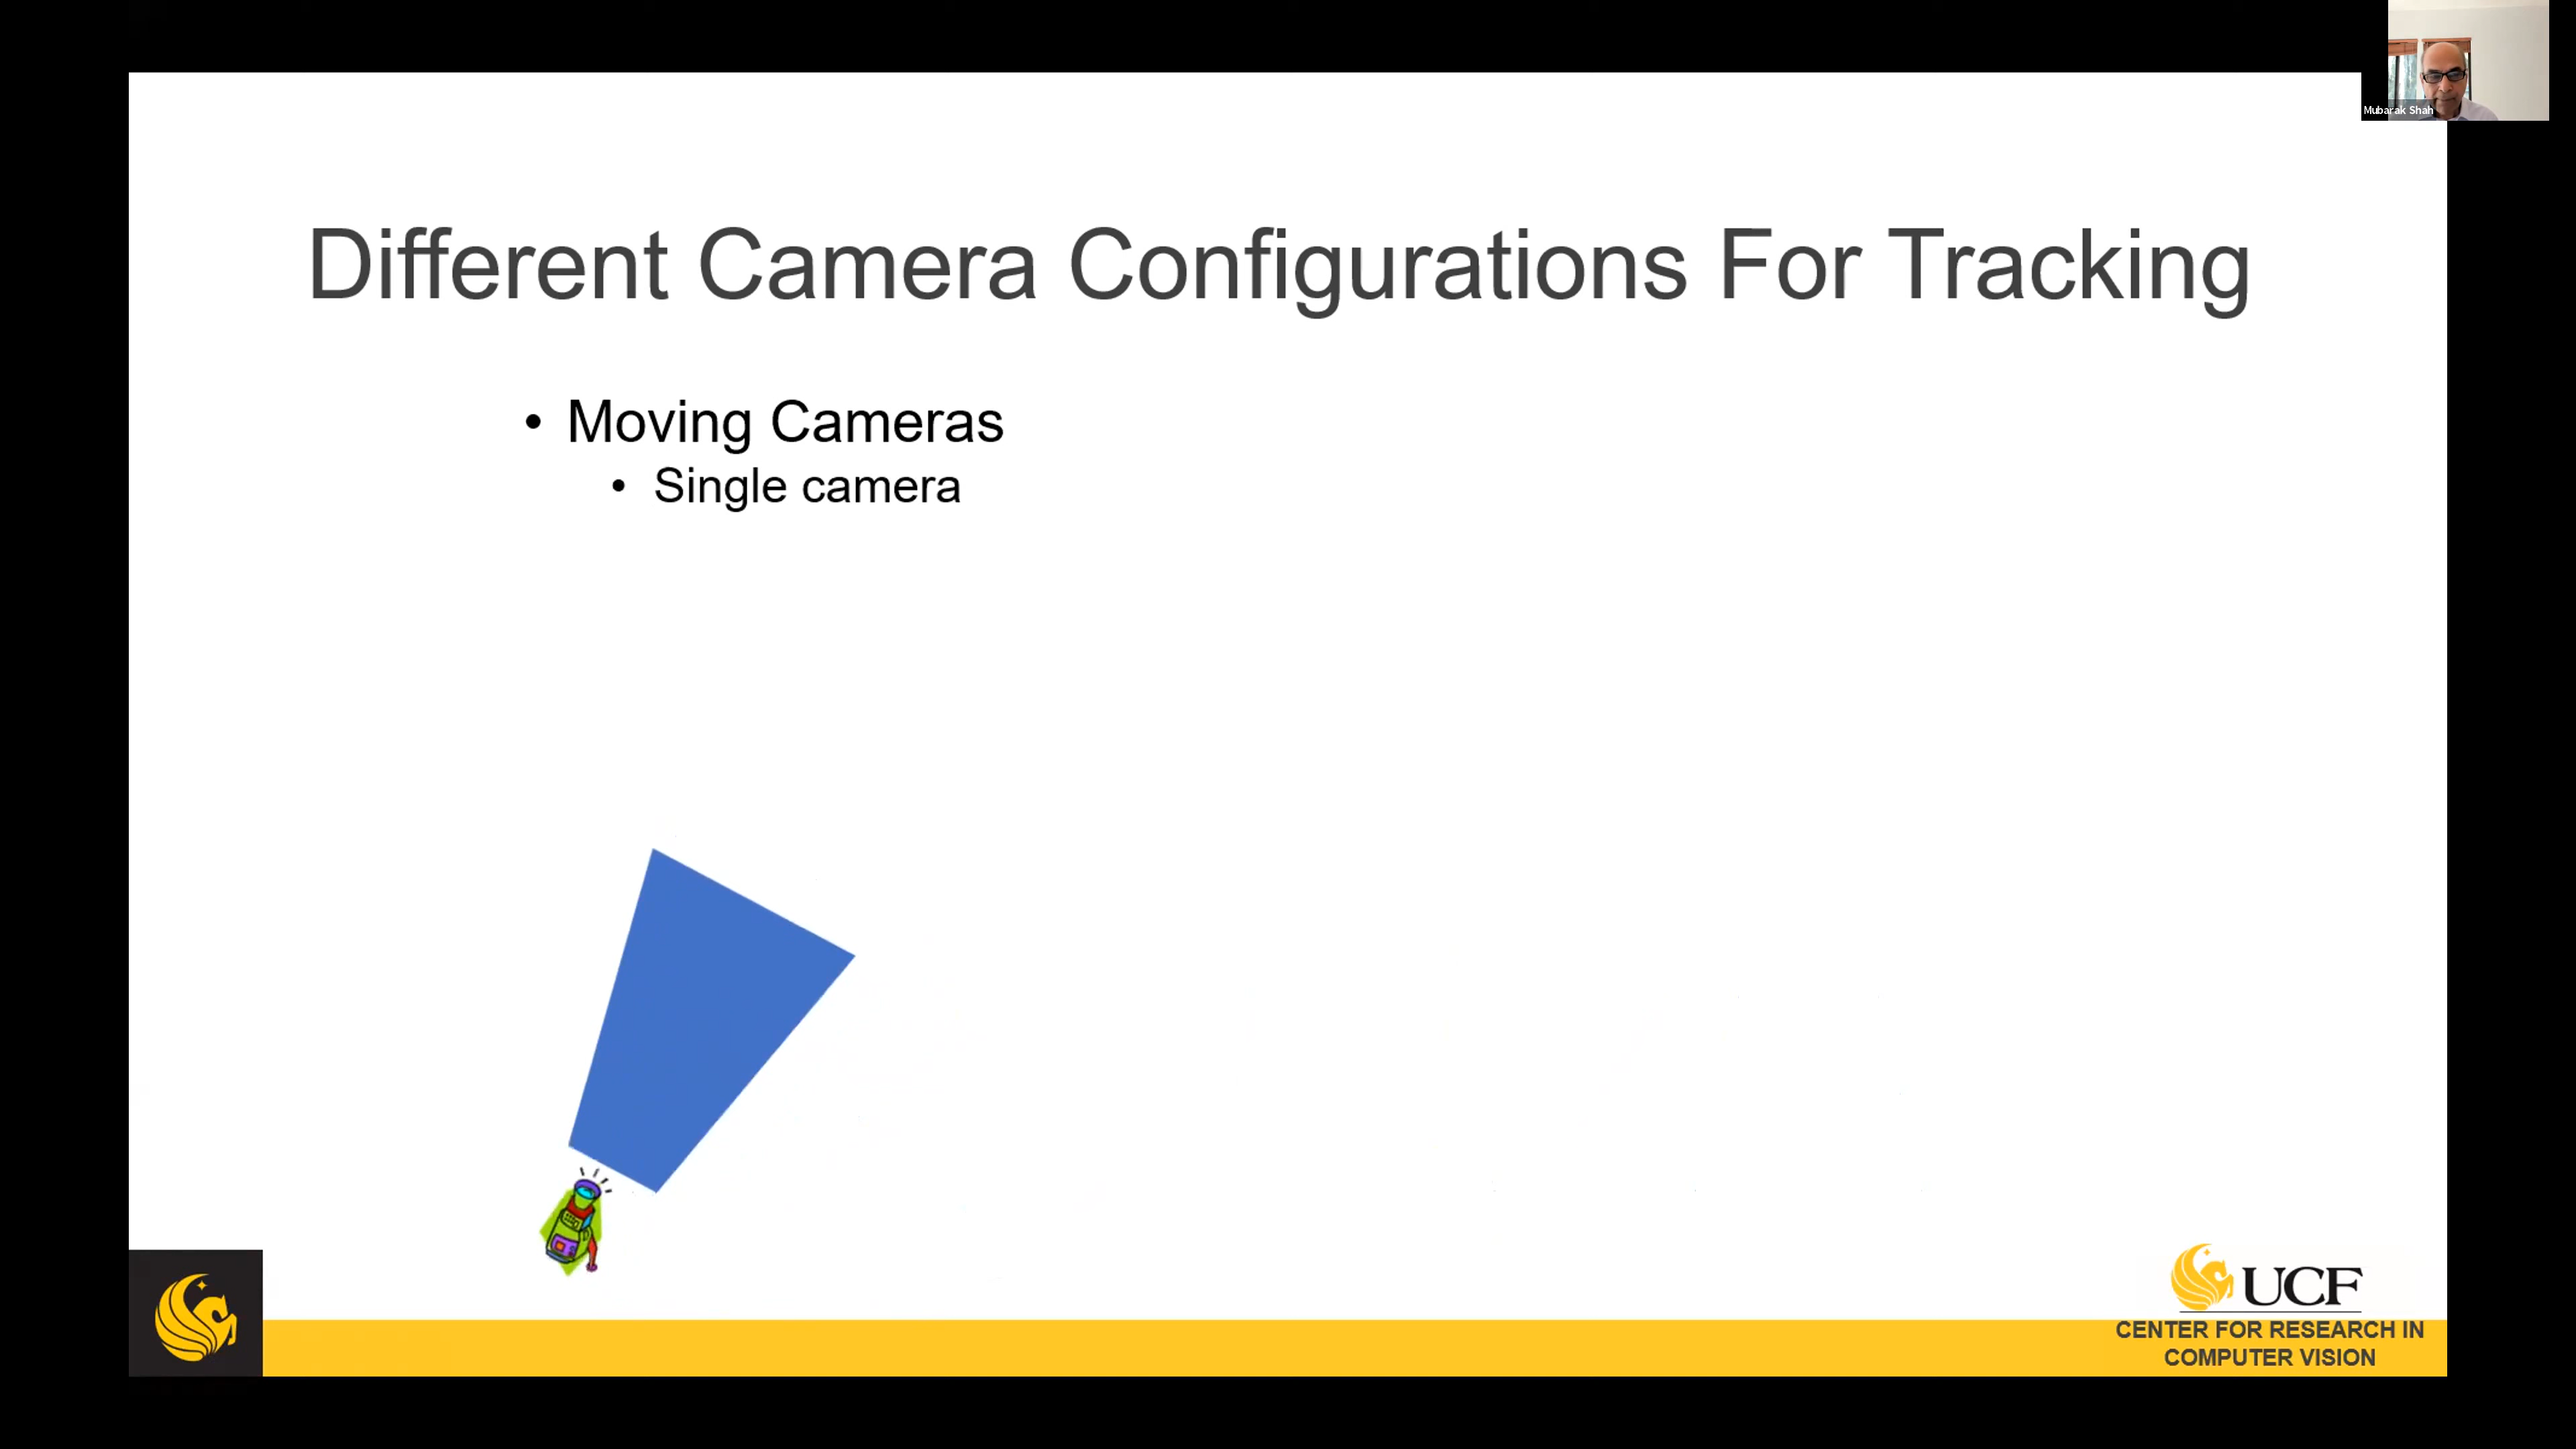 Mubarak Shah
Different Camera Configurations For Tracking
• Moving Cameras
• Single camera
UCF
CENTER FOR RESEARCH IN
COMPUTER VISION